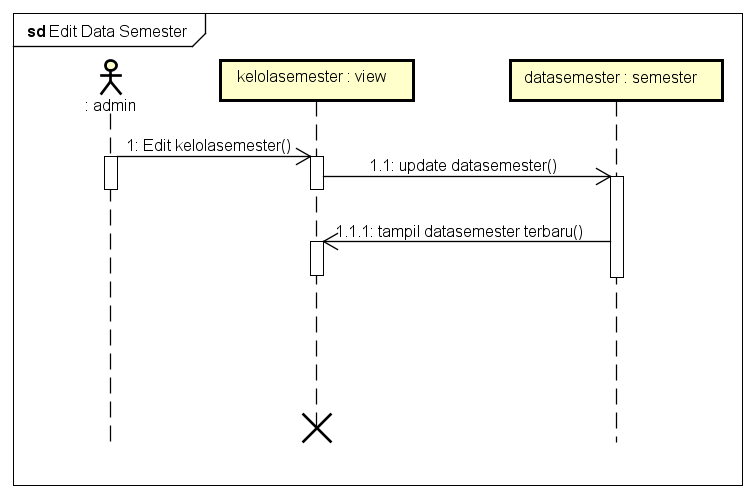 sd Edit Data Semester
kelolasemester : view
datasemester : semester
: admin
1: Edit kelolasemester()
1.1: update datasemester()
1.1.1: tampil datasemester terbaru()